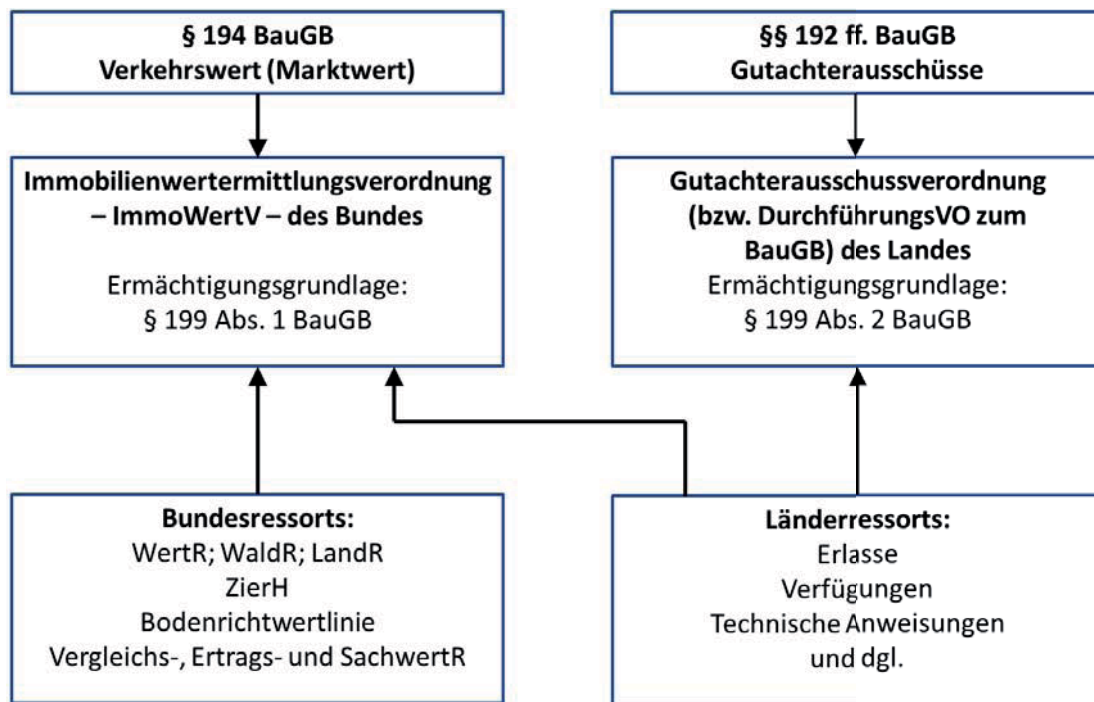 § 194 BauGB
Verkehrswert (Marktwert)
§§ 192 ff. BauGB
Gutachterausschüsse
Immobilienwertermittlungsverordnung
– ImmoWertV – des Bundes
Ermächtigungsgrundlage:
§ 199 Abs. 1 BauGB
Gutachterausschussverordnung
(bzw. DurchführungsVO zum
BauGB) des Landes
Ermächtigungsgrundlage:
§ 199 Abs. 2 BauGB
Bundesressorts:
WertR; WaldR; LandR
ZierH
Bodenrichtwertlinie
Vergleichs-, Ertrags- und SachwertR
Länderressorts:
Erlasse
Verfügungen
Technische Anweisungen
und dgl.